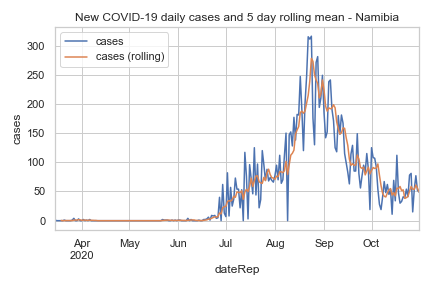 New COVID-19 daily cases and 5 day rolling mean - Namibia
cases
cases (rolling)
300
250
200
150
100
50
0
cases
Apr May Jun Jul Aug Sep Oct
2020
dateRep